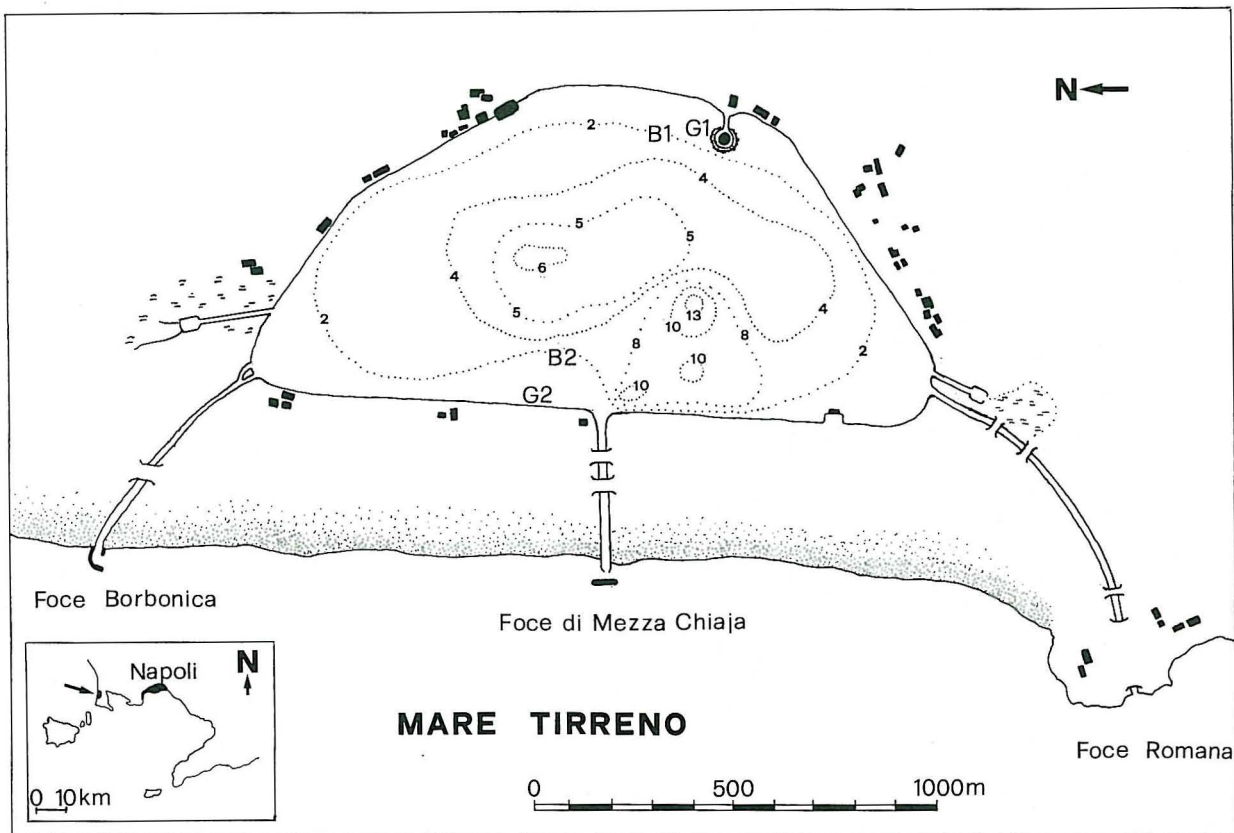 N
2
B1
G1
4
5
5
6
4
5
4
13
10
2
8
8
2
B2
10
10
G2
Foce Borbonica
Foce di Mezza Chiaja
Napoli
N
MARE TIRRENO
Foce Romana
0 10km
0 500 1000m